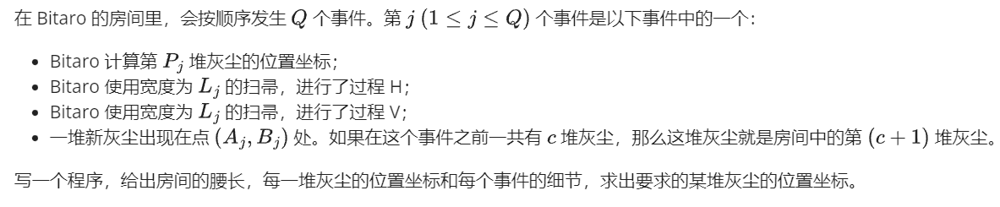 在 Bitaro 的房间里，会按顺序发生 Q 个事件。第 j (1 ≤ j ≤ Q) 个事件是以下事件中的一个：
• Bitaro 计算第 P_j 堆灰尘的位置坐标；
• Bitaro 使用宽度为 L_j 的扫帚，进行了过程 H；
• Bitaro 使用宽度为 L_j 的扫帚，进行了过程 V；
• 一堆新灰尘出现在点 (A_j, B_j) 处。如果在这个事件之前一共有 c 堆灰尘，那么这堆灰尘就是房间中的第 (c + 1) 堆灰尘。
写一个程序，给出房间的腰长，每一堆灰尘的位置坐标和每个事件的细节，求出要求的某堆灰尘的位置坐标。